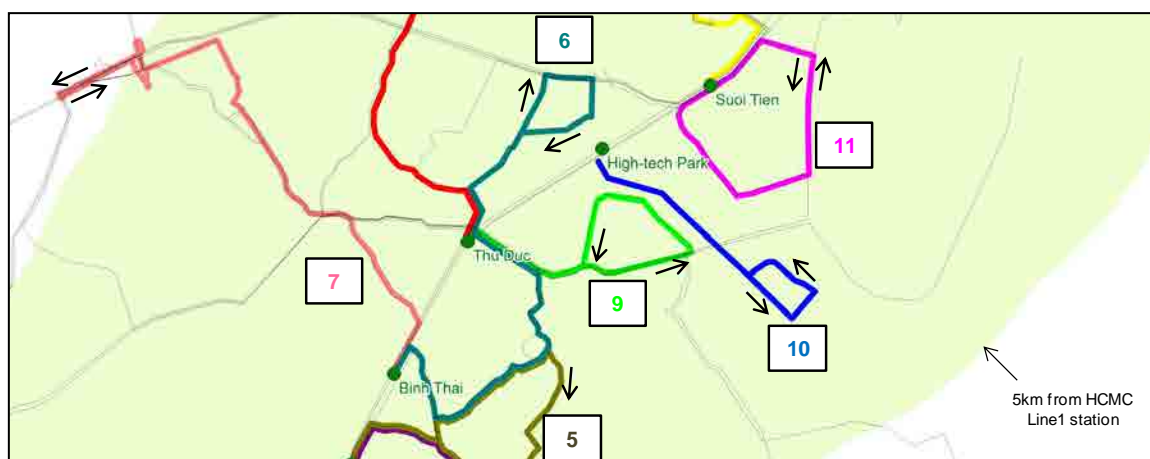 6
Suoi Tien
11
High-tech Park
Thu Duc
7
9
10
Binh Thai
5km from HCMC
Line1 station
5